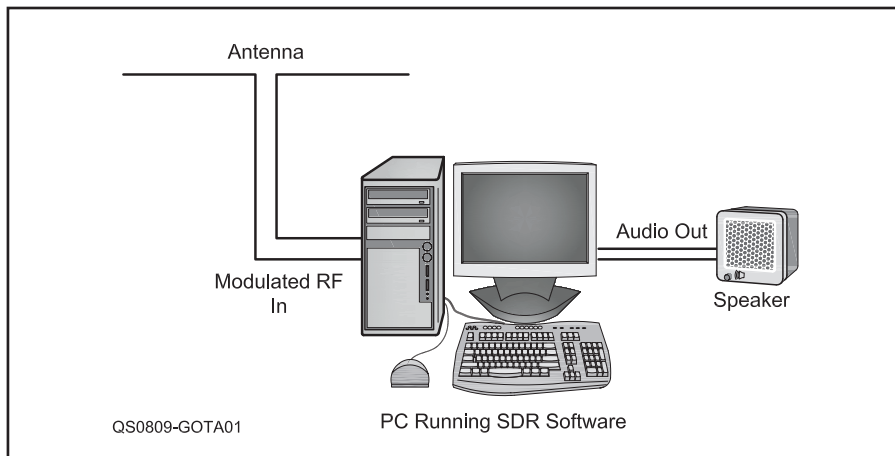 Antenna
Audio Out
Modulated RF
In
Speaker
PC Running SDR Software
QS0809-GOTA01